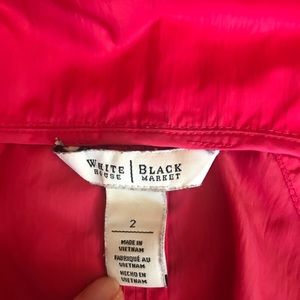 WHITE HOUSE | BLACK MARKET
2
MADE IN
VIETNAM
FABRIQUÉ AU
VIETNAM
HECHO EN
VIETNAM